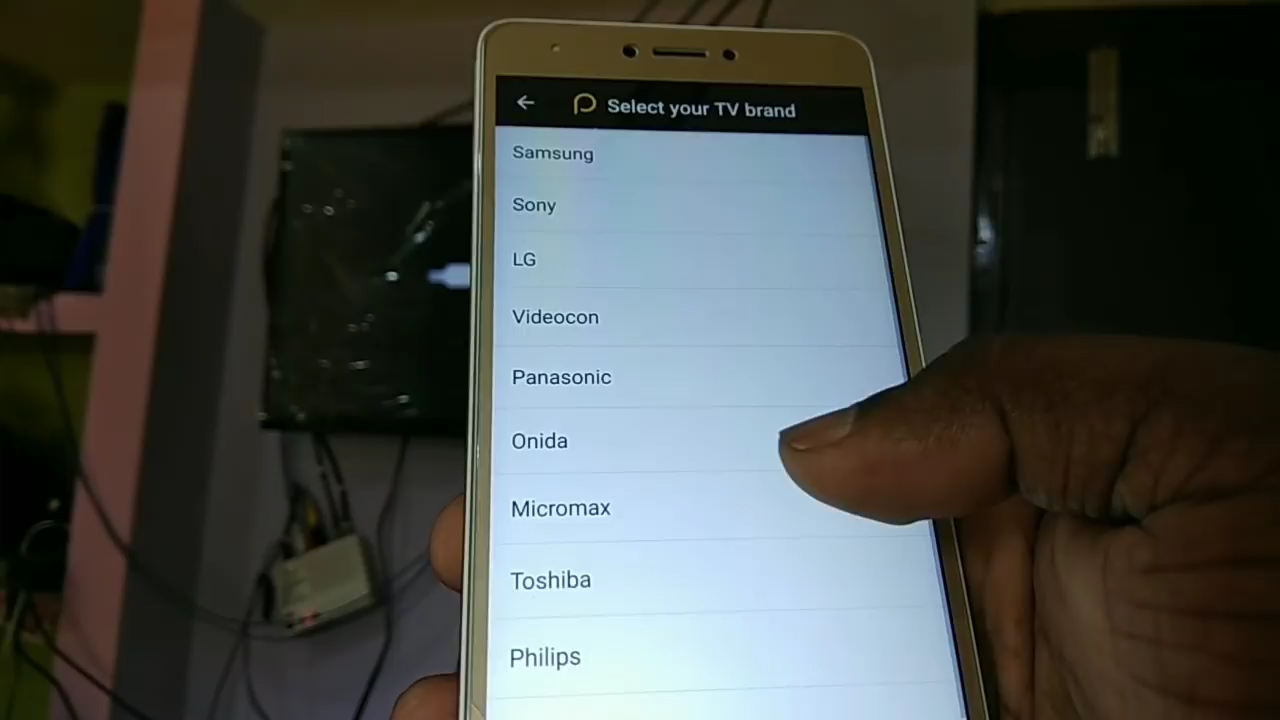 Select your TV brand
Samsung
Sony
LG
Videocon
Panasonic
Onida
Micromax
Toshiba
Philips